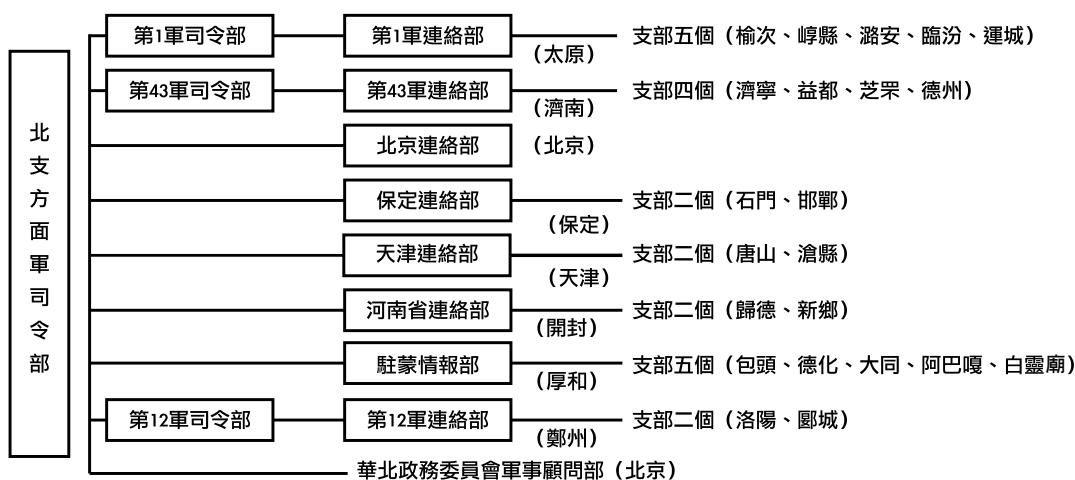 北支方面軍司令部
第1軍司令部 第1軍連絡部 (太原) 支部五個(榆次、崞縣、潞安、臨汾、運城)
第43軍司令部 第43軍連絡部 (濟南) 支部四個(濟寧、益都、芝罘、德州)
北京連絡部 (北京)
保定連絡部 (保定) 支部二個(石門、邯鄲)
天津連絡部 (天津) 支部二個(唐山、滄縣)
河南省連絡部 (開封) 支部二個(歸德、新鄉)
駐蒙情報部 (厚和) 支部五個(包頭、德化、大同、阿巴嘎、白靈廟)
第12軍司令部 第12軍連絡部 (鄭州) 支部二個(洛陽、郾城)
華北政務委員會軍事顧問部(北京)